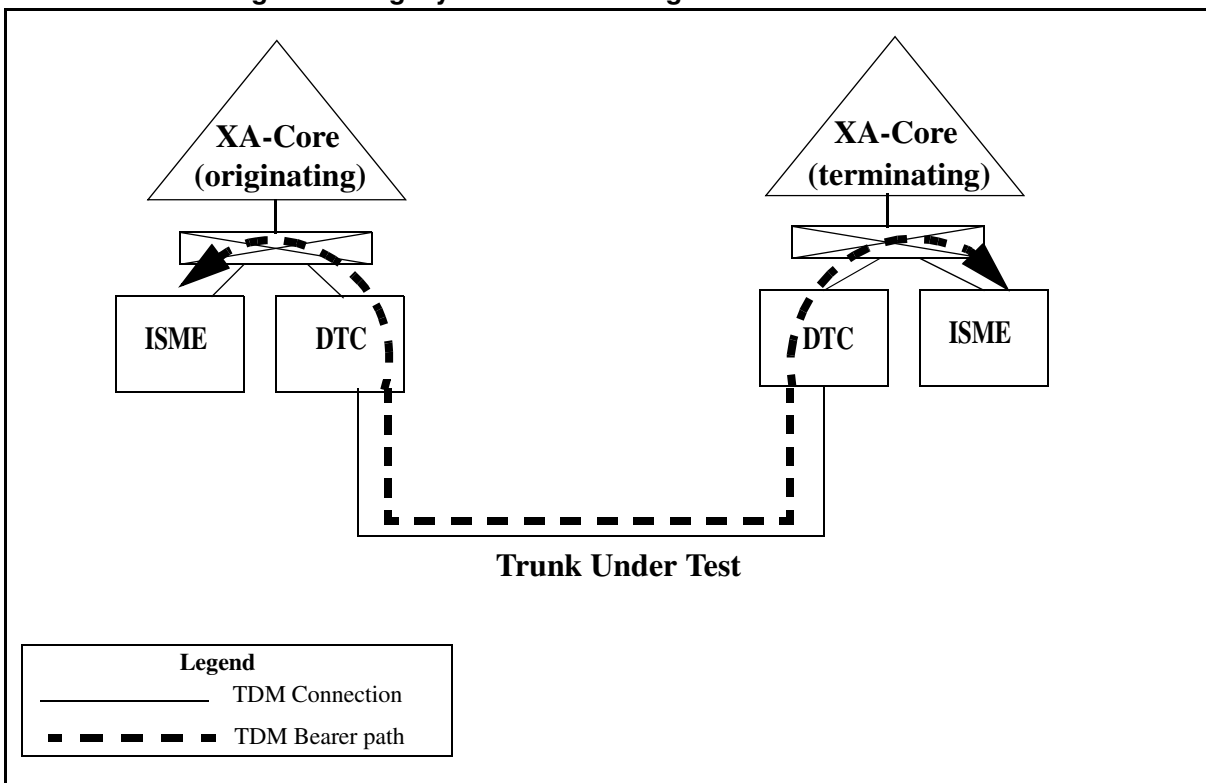 XA-Core
(originating)
XA-Core
(terminating)
ISME
DTC
DTC
ISME
Trunk Under Test
Legend
TDM Connection
TDM Bearer path